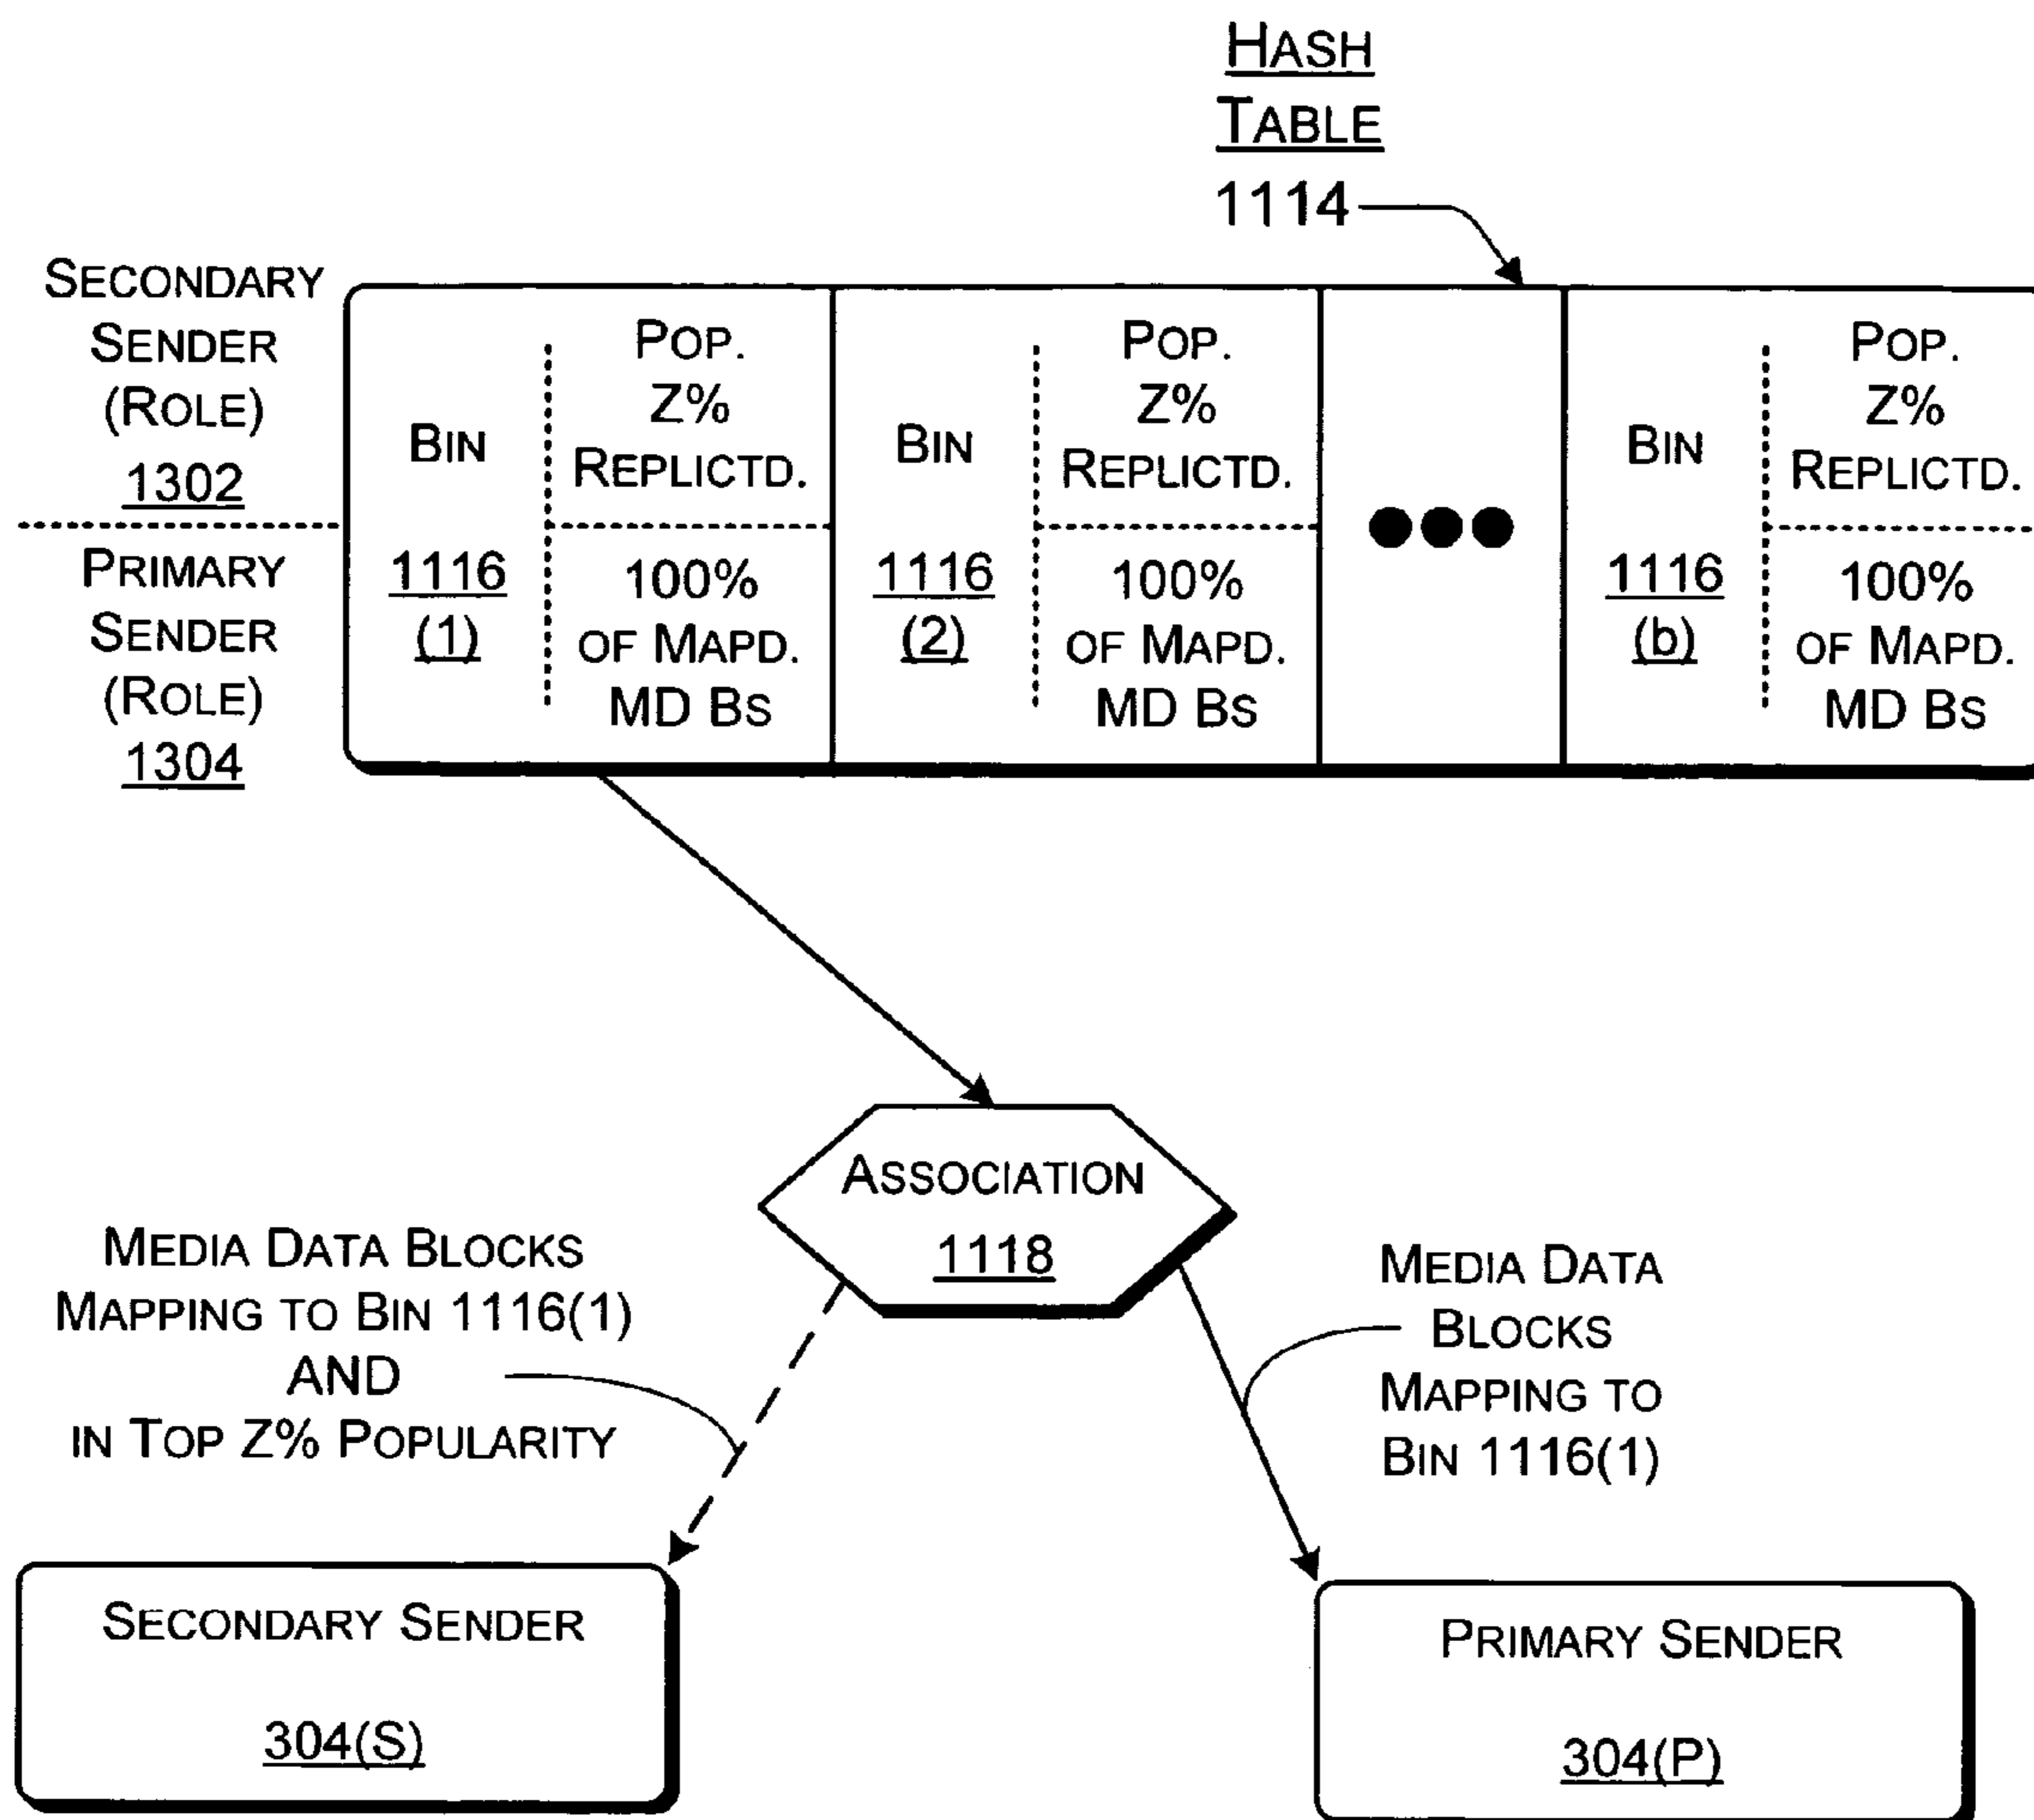 HASH
TABLE
1114
SECONDARY
SENDER
(ROLE)
1302
PRIMARY
SENDER
(ROLE)
1304
BIN
1116
(1)
POP.
Z%
REPLICTD.
100%
OF MAPD.
MD BS
BIN
1116
(2)
POP.
Z%
REPLICTD.
100%
OF MAPD.
MD BS
BIN
1116
(b)
POP.
Z%
REPLICTD.
100%
OF MAPD.
MD BS
ASSOCIATION
1118
MEDIA DATA BLOCKS
MAPPING TO BIN 1116(1)
AND
IN TOP Z% POPULARITY
MEDIA DATA
BLOCKS
MAPPING TO
BIN 1116(1)
SECONDARY SENDER
304(S)
PRIMARY SENDER
304(P)